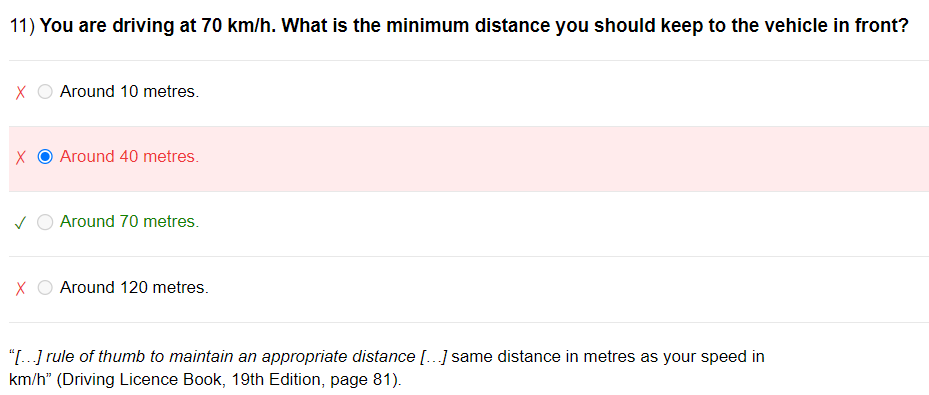 11) You are driving at 70 km/h. What is the minimum distance you should keep to the vehicle in front?
✗ Around 10 metres.
✗ Around 40 metres.
✓ Around 70 metres.
✗ Around 120 metres.
“[…] rule of thumb to maintain an appropriate distance […] same distance in metres as your speed in
km/h” (Driving Licence Book, 19th Edition, page 81).